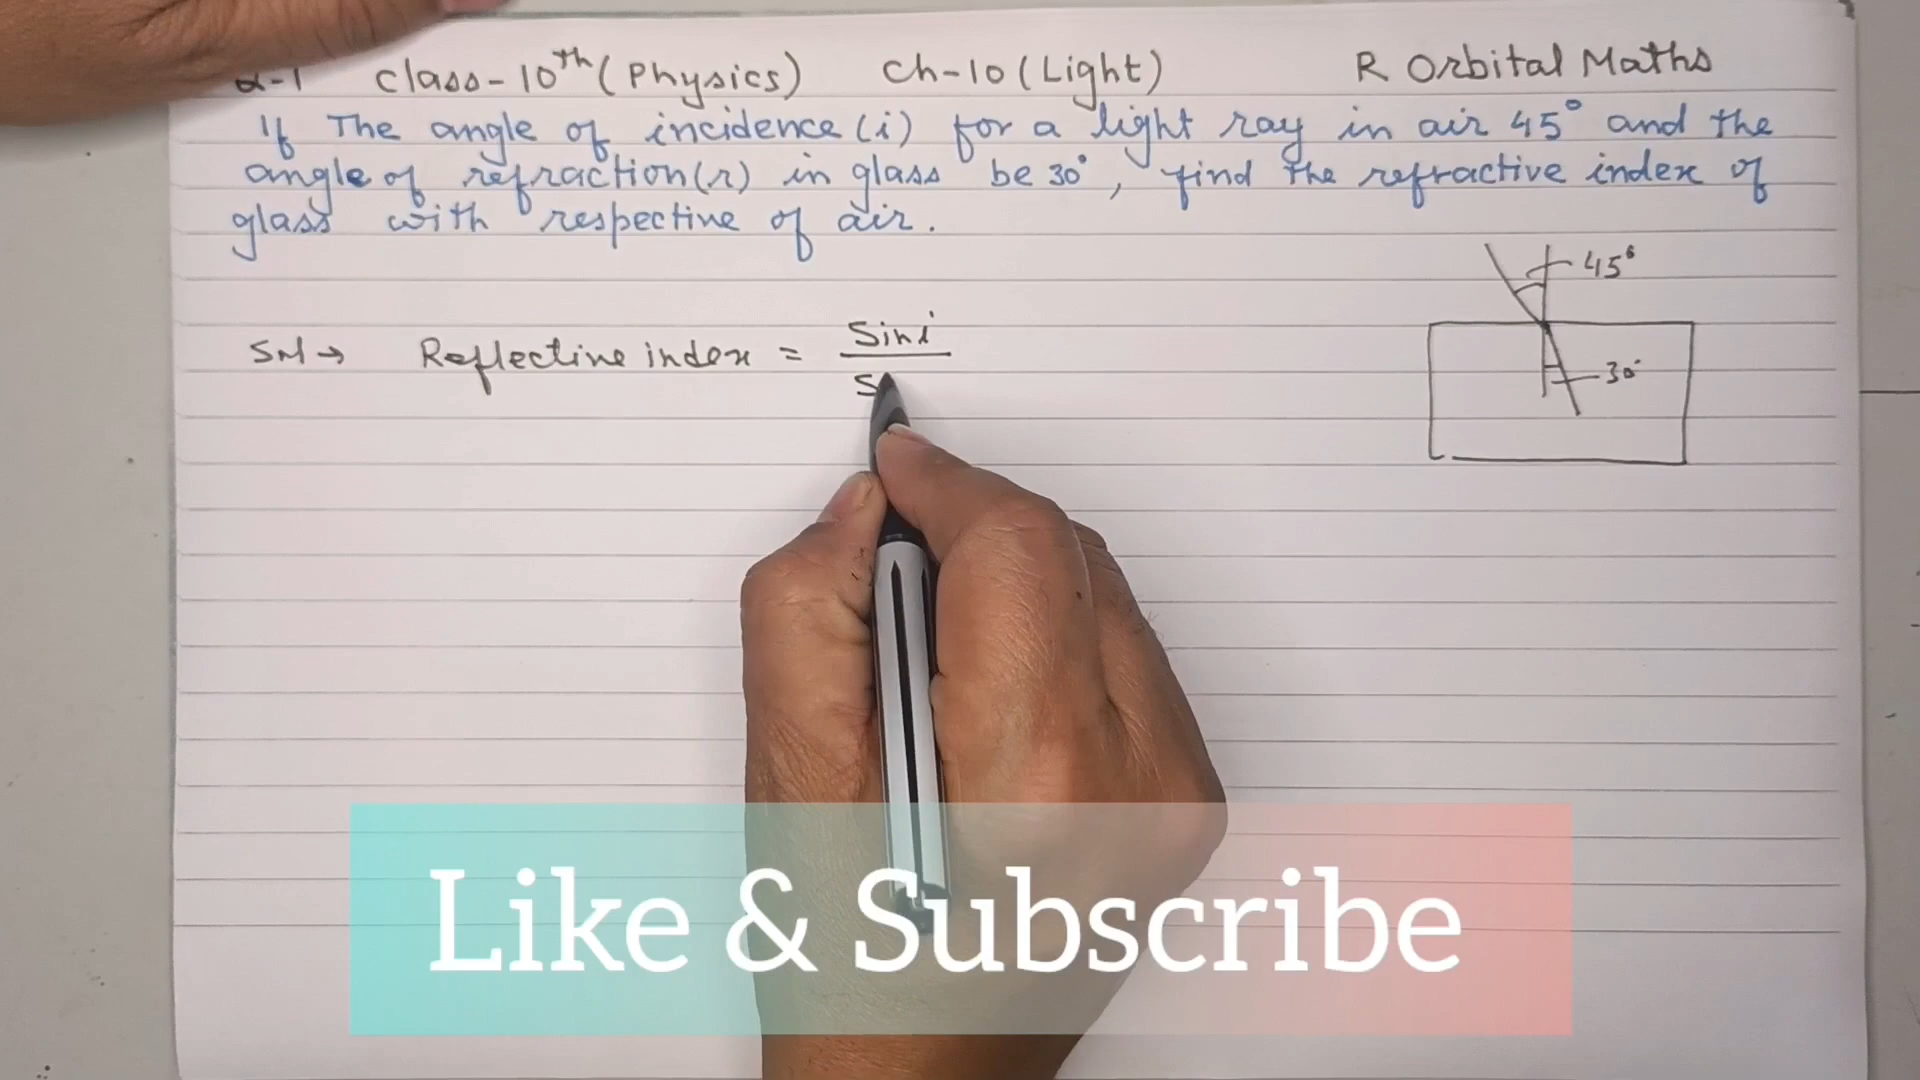 Q-1 Class-10th (Physics) Ch-10 (Light) R Orbital Maths
If The angle of incidence (i) for a light ray in air 45° and the
angle of refraction (r) in glass be 30°, find the refractive index of
glass with respective of air.
45°
Sol → Reflective index = Sin i
S
30°
Like & Subscribe